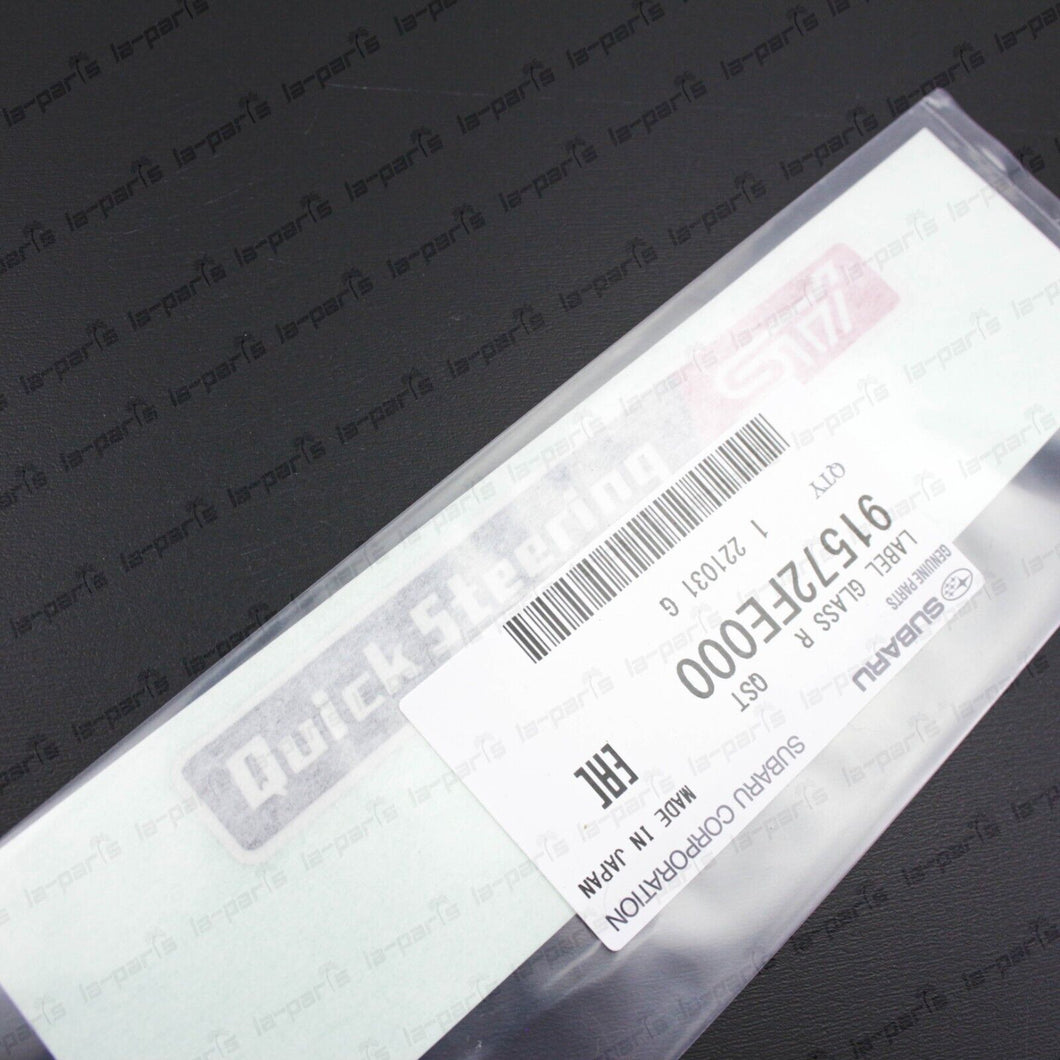 Quick Steering
STI
GENUINE PARTS
SUBARU
91572FE000
LABEL GLASS R QST
QTY 1 221031 G
EAC
MADE IN JAPAN
SUBARU CORPORATION
la-parts